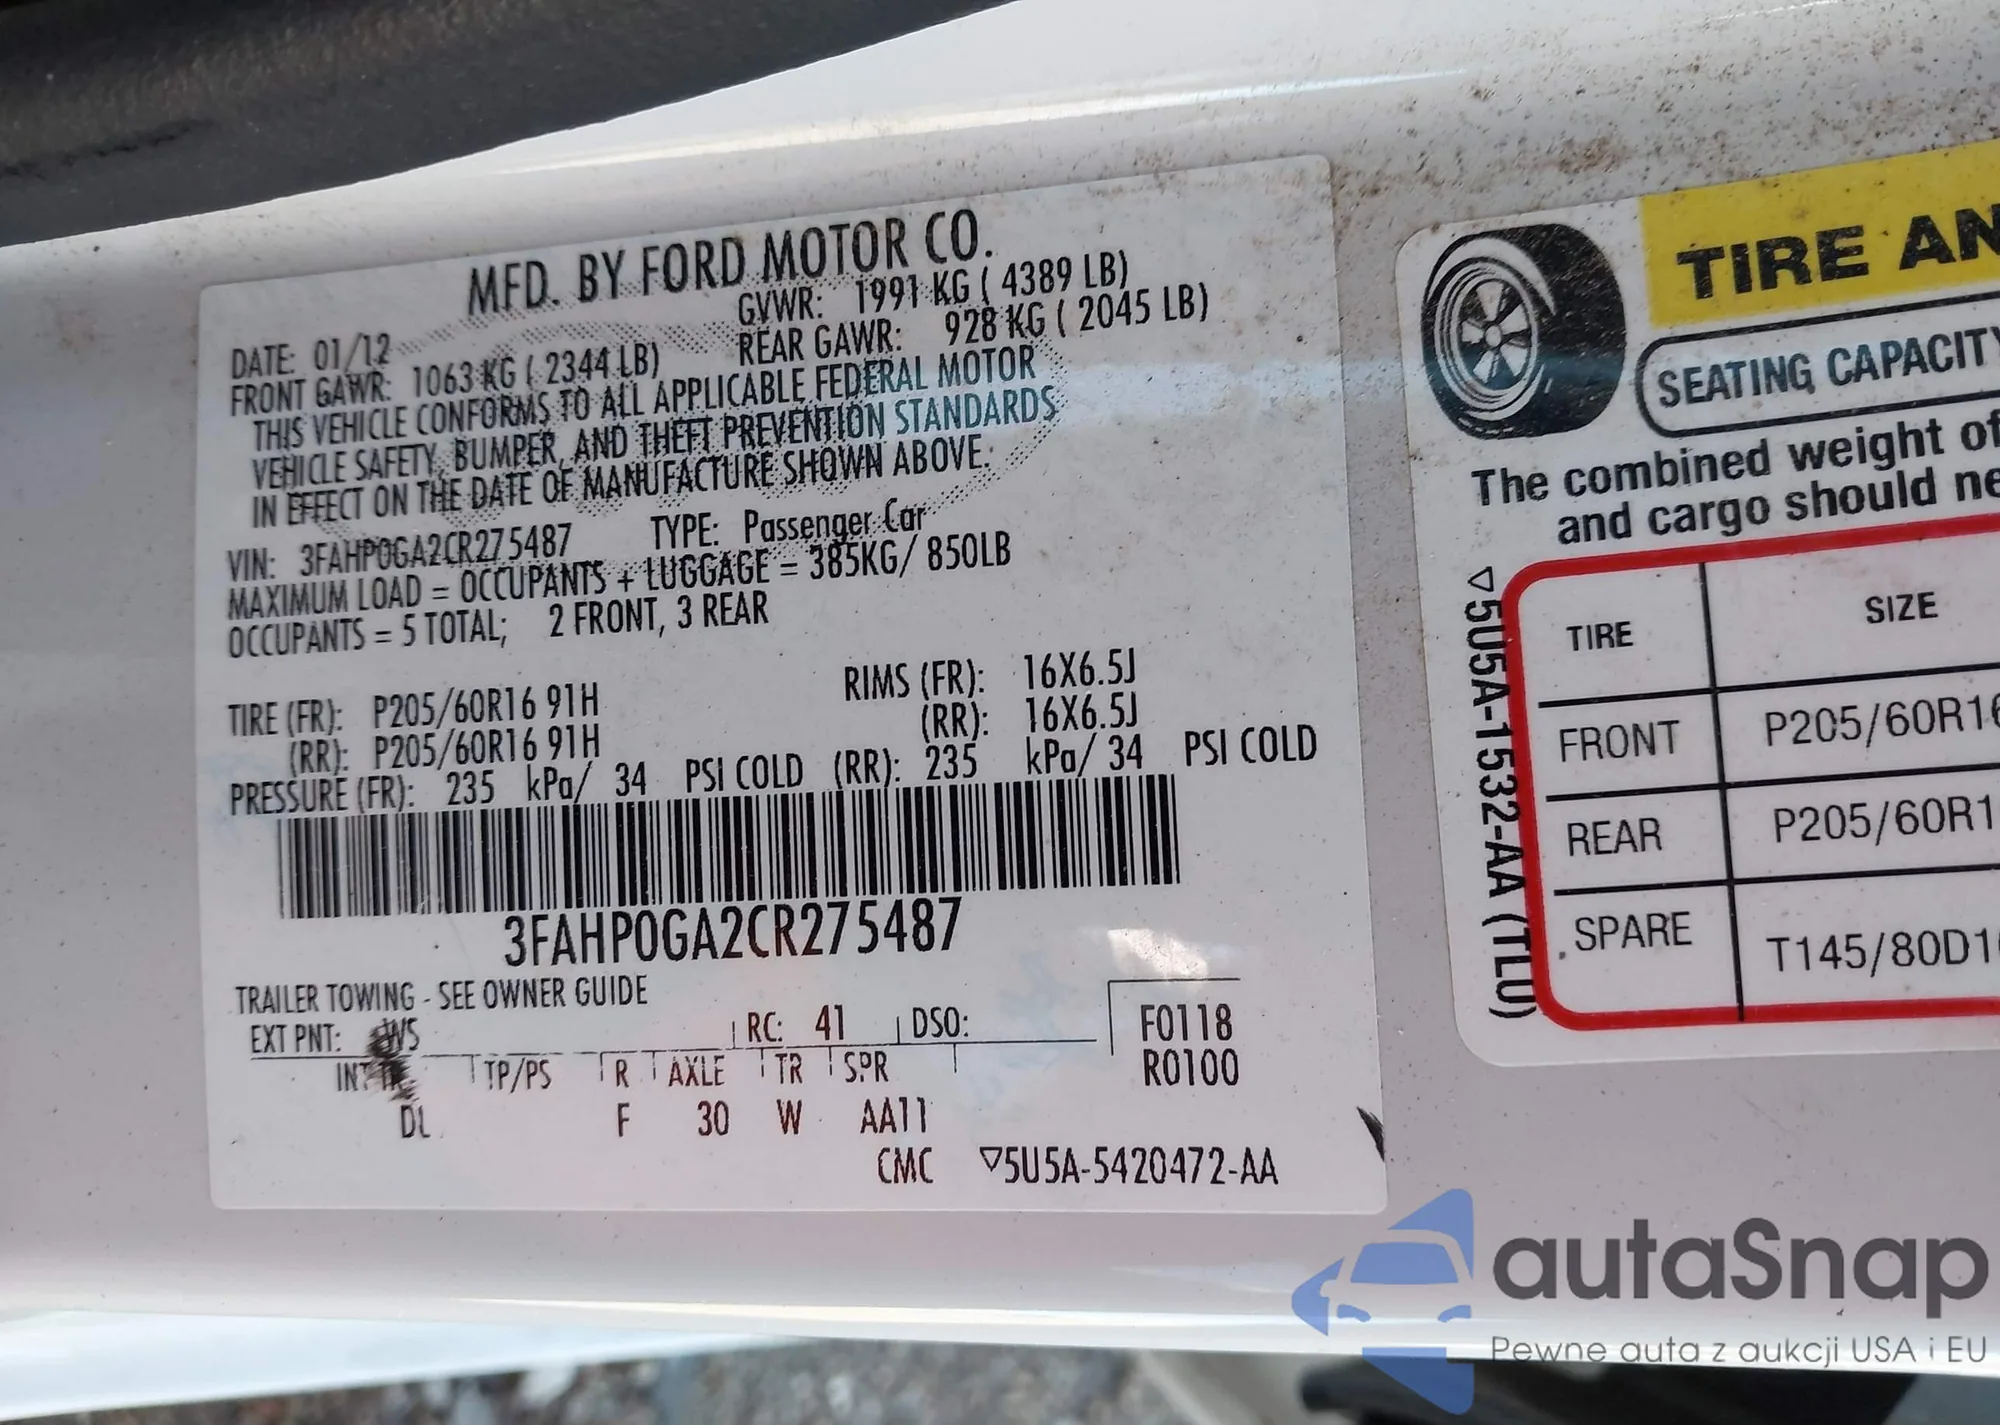 MFD. BY FORD MOTOR CO.
DATE: 01/12 GVWR: 1991 KG ( 4389 LB)
FRONT GAWR: 1063 KG ( 2344 LB) REAR GAWR: 928 KG ( 2045 LB)
THIS VEHICLE CONFORMS TO ALL APPLICABLE FEDERAL MOTOR
VEHICLE SAFETY, BUMPER, AND THEFT PREVENTION STANDARDS
IN EFFECT ON THE DATE OF MANUFACTURE SHOWN ABOVE.
VIN: 3FAHP0GA2CR275487 TYPE: Passenger Car
MAXIMUM LOAD = OCCUPANTS + LUGGAGE = 385KG/ 850LB
OCCUPANTS = 5 TOTAL; 2 FRONT, 3 REAR
TIRE (FR): P205/60R16 91H RIMS (FR): 16X6.5J
(RR): P205/60R16 91H (RR): 16X6.5J
PRESSURE (FR): 235 kPa/ 34 PSI COLD (RR): 235 kPa/ 34 PSI COLD
3FAHP0GA2CR275487
TRAILER TOWING - SEE OWNER GUIDE
EXT PNT: WS RC: 41 DSO: F0118
INT TR TP/PS R AXLE TR SPR R0100
DL F 30 W AA11
CMC ▽5U5A-5420472-AA
TIRE AN
SEATING CAPACITY
The combined weight of
and cargo should ne
▽5U5A-1532-AA (TLU)
TIRE SIZE
FRONT P205/60R16
REAR P205/60R1
SPARE T145/80D1
autaSnap
Pewne auta z aukcji USA i EU